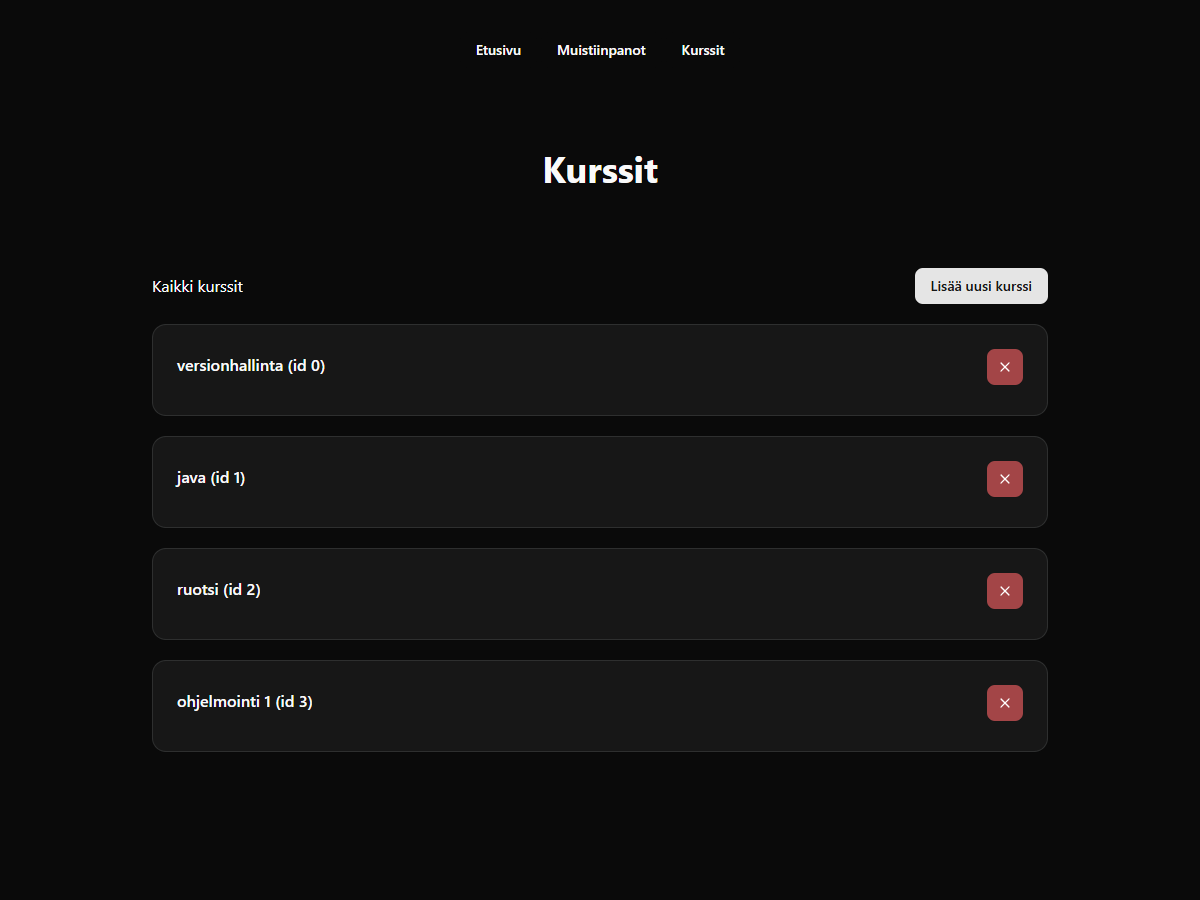 Etusivu Muistiinpanot Kurssit
Kurssit
Kaikki kurssit Lisää uusi kurssi
versionhallinta (id 0)
java (id 1)
ruotsi (id 2)
ohjelmointi 1 (id 3)